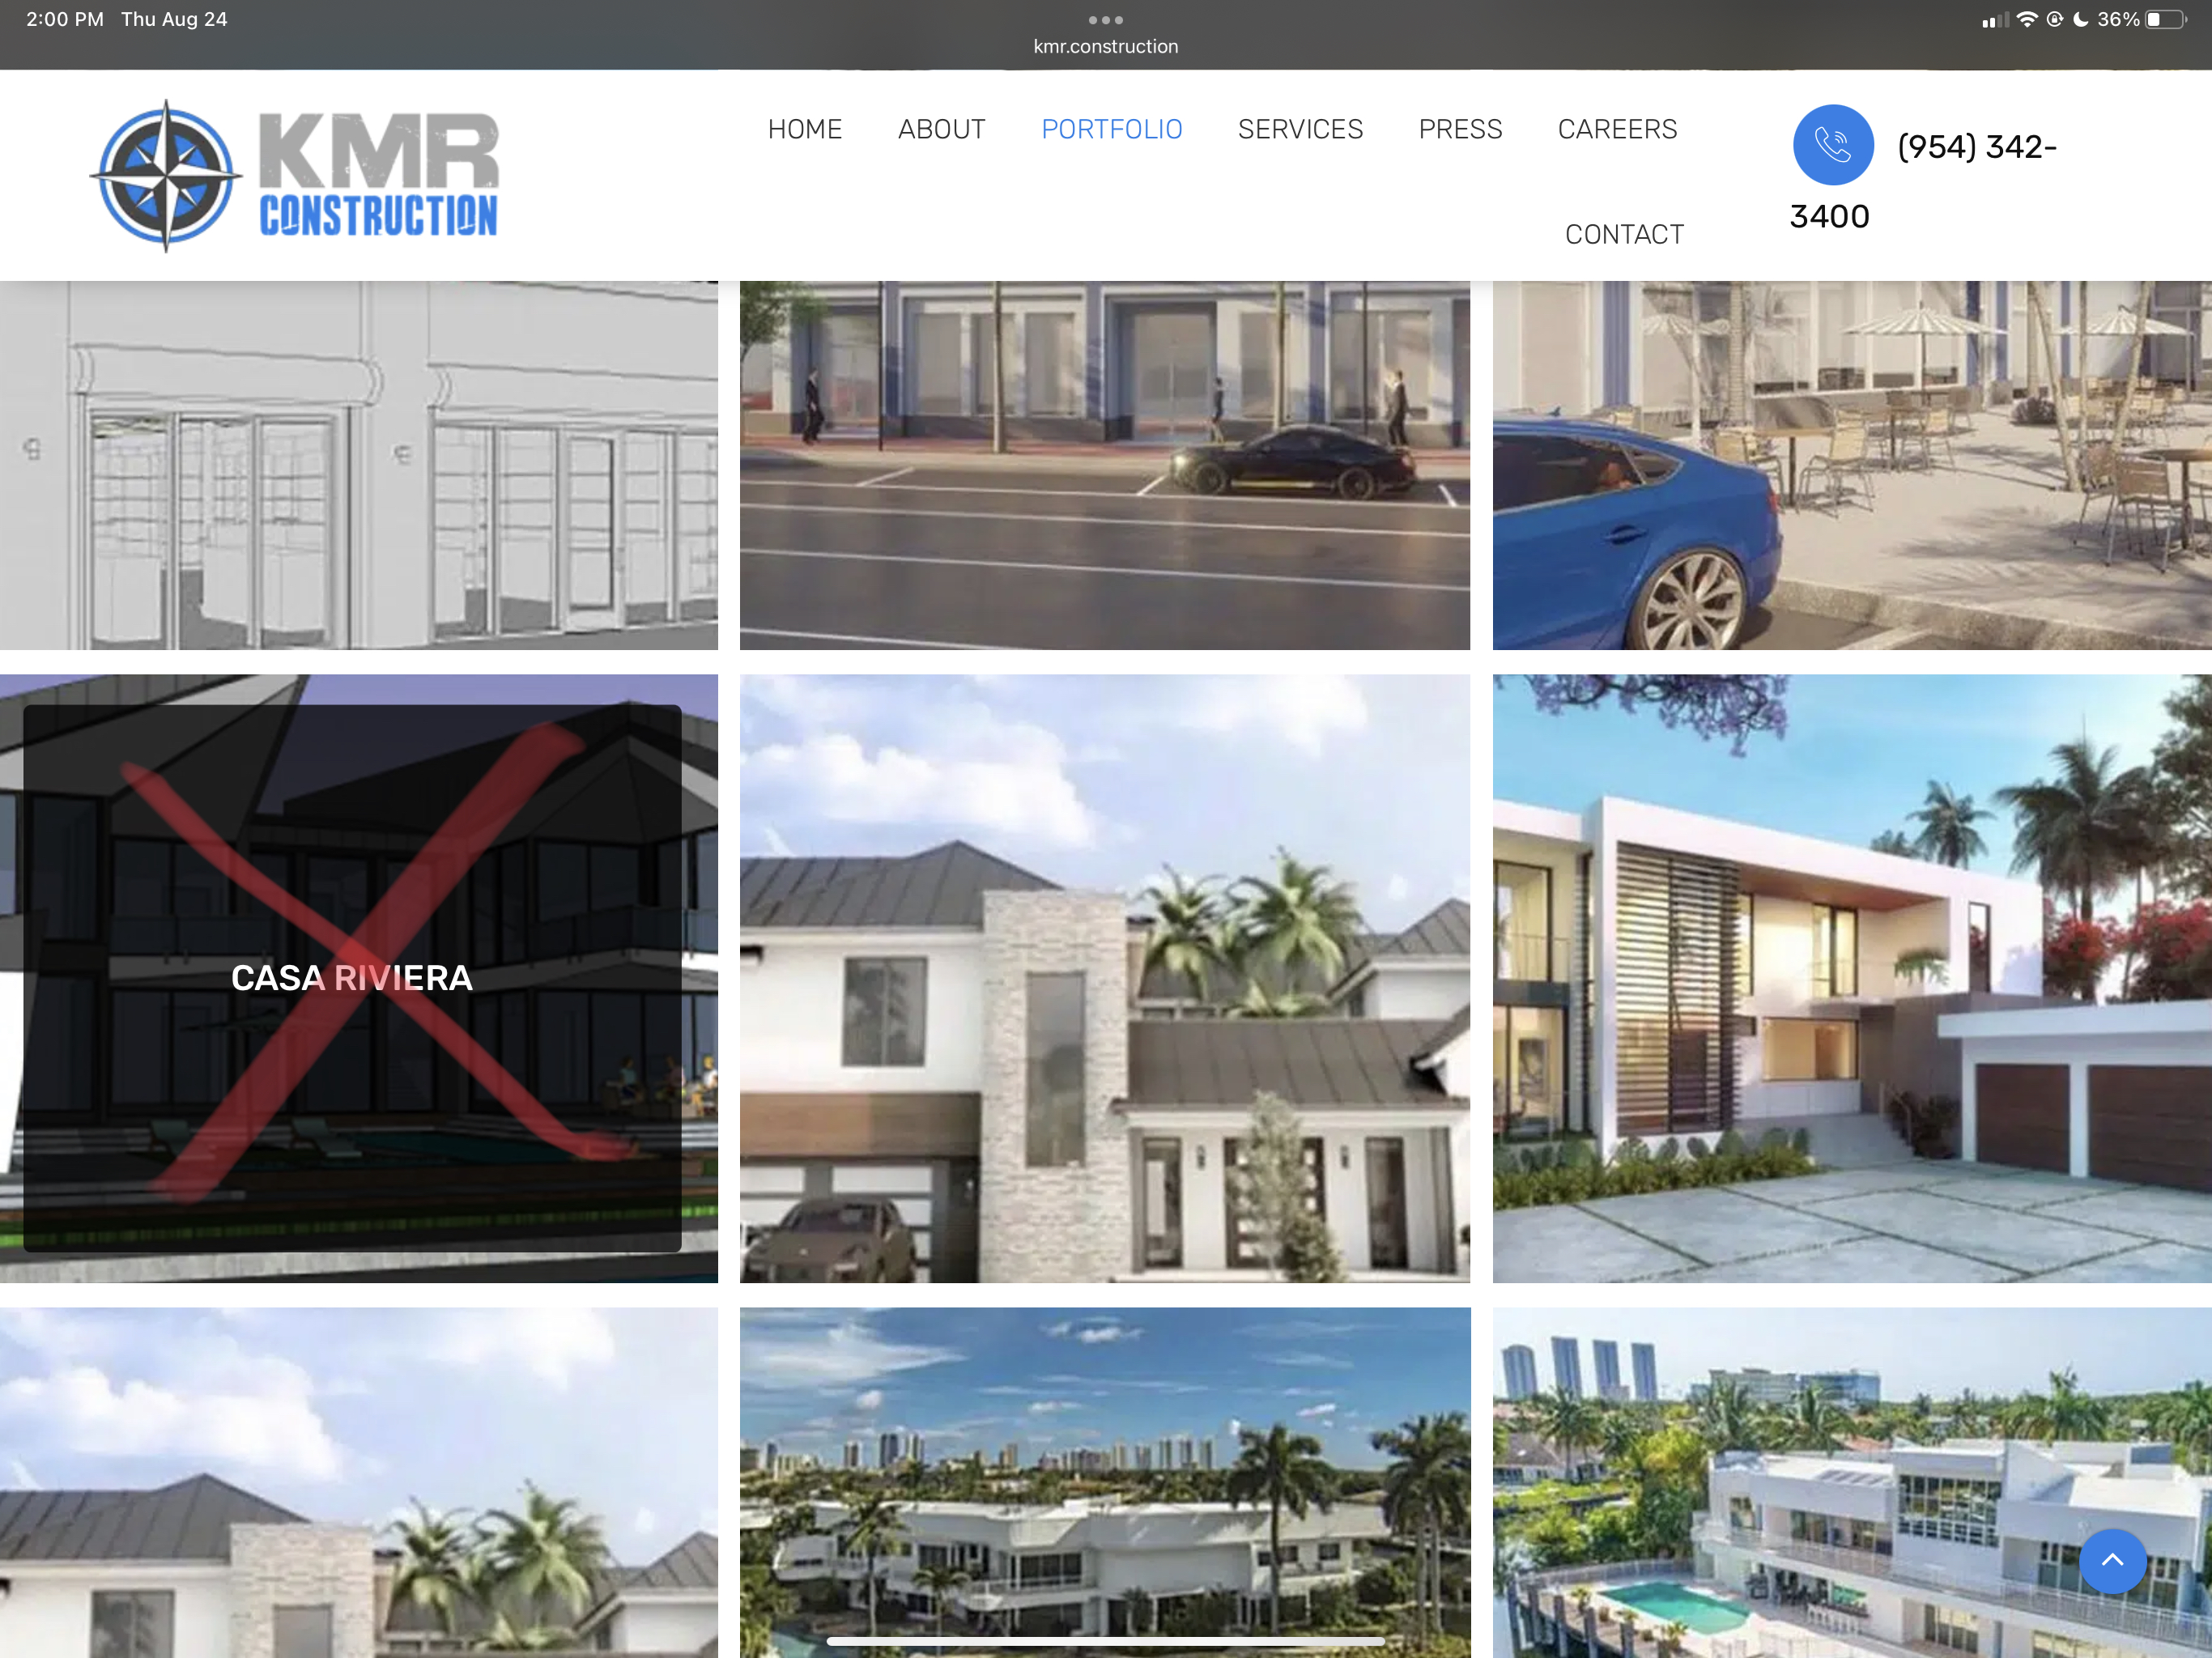 2:00 PM Thu Aug 24
36%
kmr.construction
KMR
CONSTRUCTION
HOME ABOUT PORTFOLIO SERVICES PRESS CAREERS
CONTACT
(954) 342-
3400
CASA RIVIERA